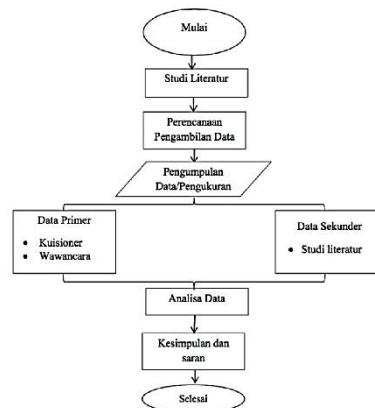 Mulai
Studi Literatur
Perencanaan
Pengambilan Data
Pengumpulan
Data/Pengukuran
Data Primer
• Kuisioner
• Wawancara
Data Sekunder
• Studi literatur
Analisa Data
Kesimpulan dan
saran
Selesai